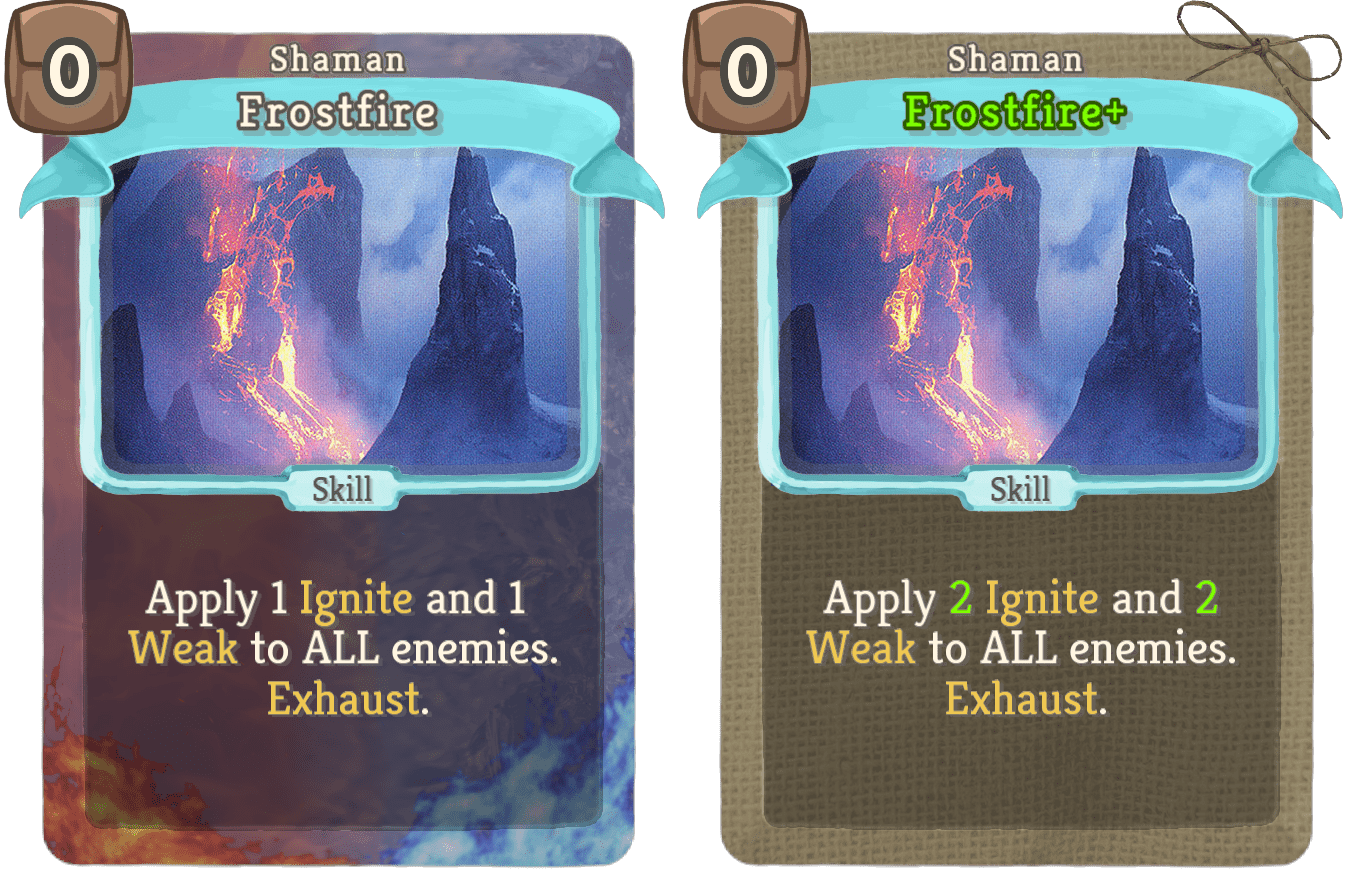 0
Shaman
Frostfire
Skill
Apply 1 Ignite and 1
Weak to ALL enemies.
Exhaust.
0
Shaman
Frostfire+
Skill
Apply 2 Ignite and 2
Weak to ALL enemies.
Exhaust.